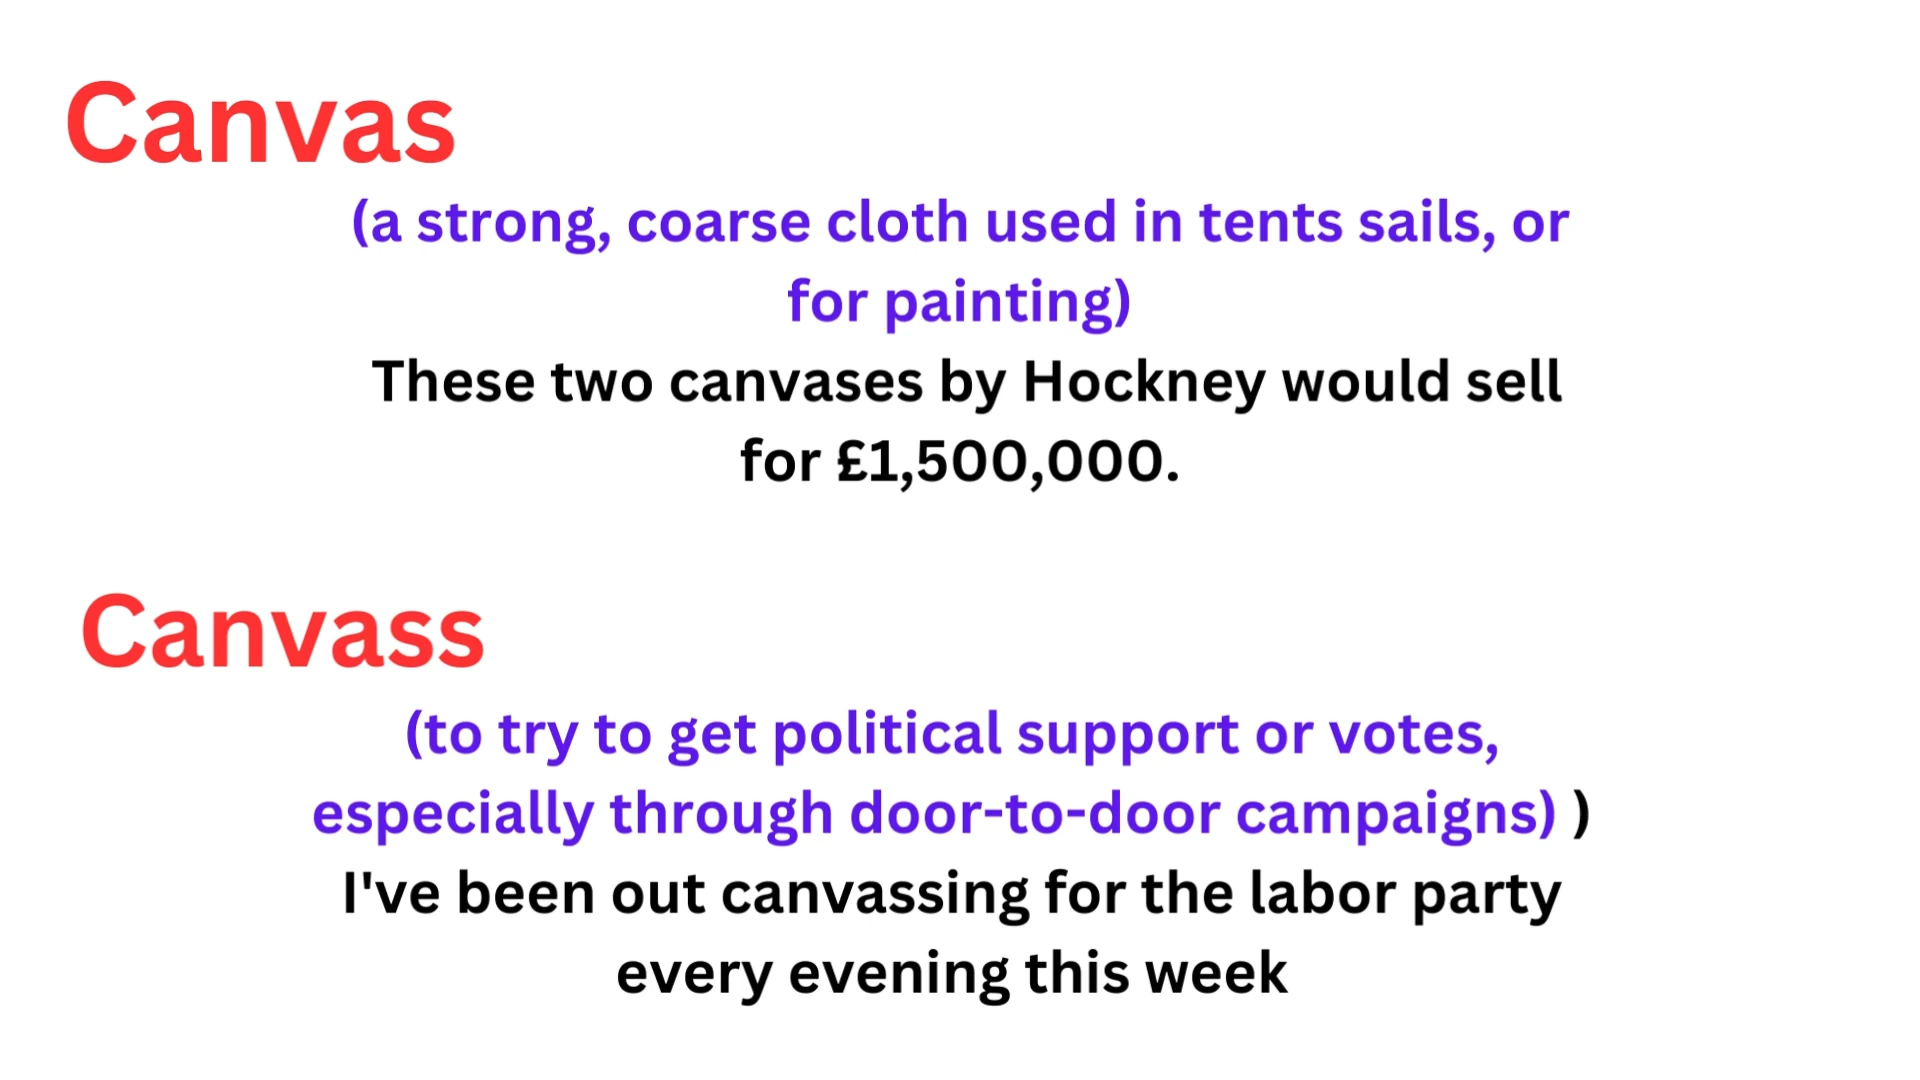 Canvas
(a strong, coarse cloth used in tents sails, or
for painting)
These two canvases by Hockney would sell
for £1,500,000.
Canvass
(to try to get political support or votes,
especially through door-to-door campaigns) )
I've been out canvassing for the labor party
every evening this week